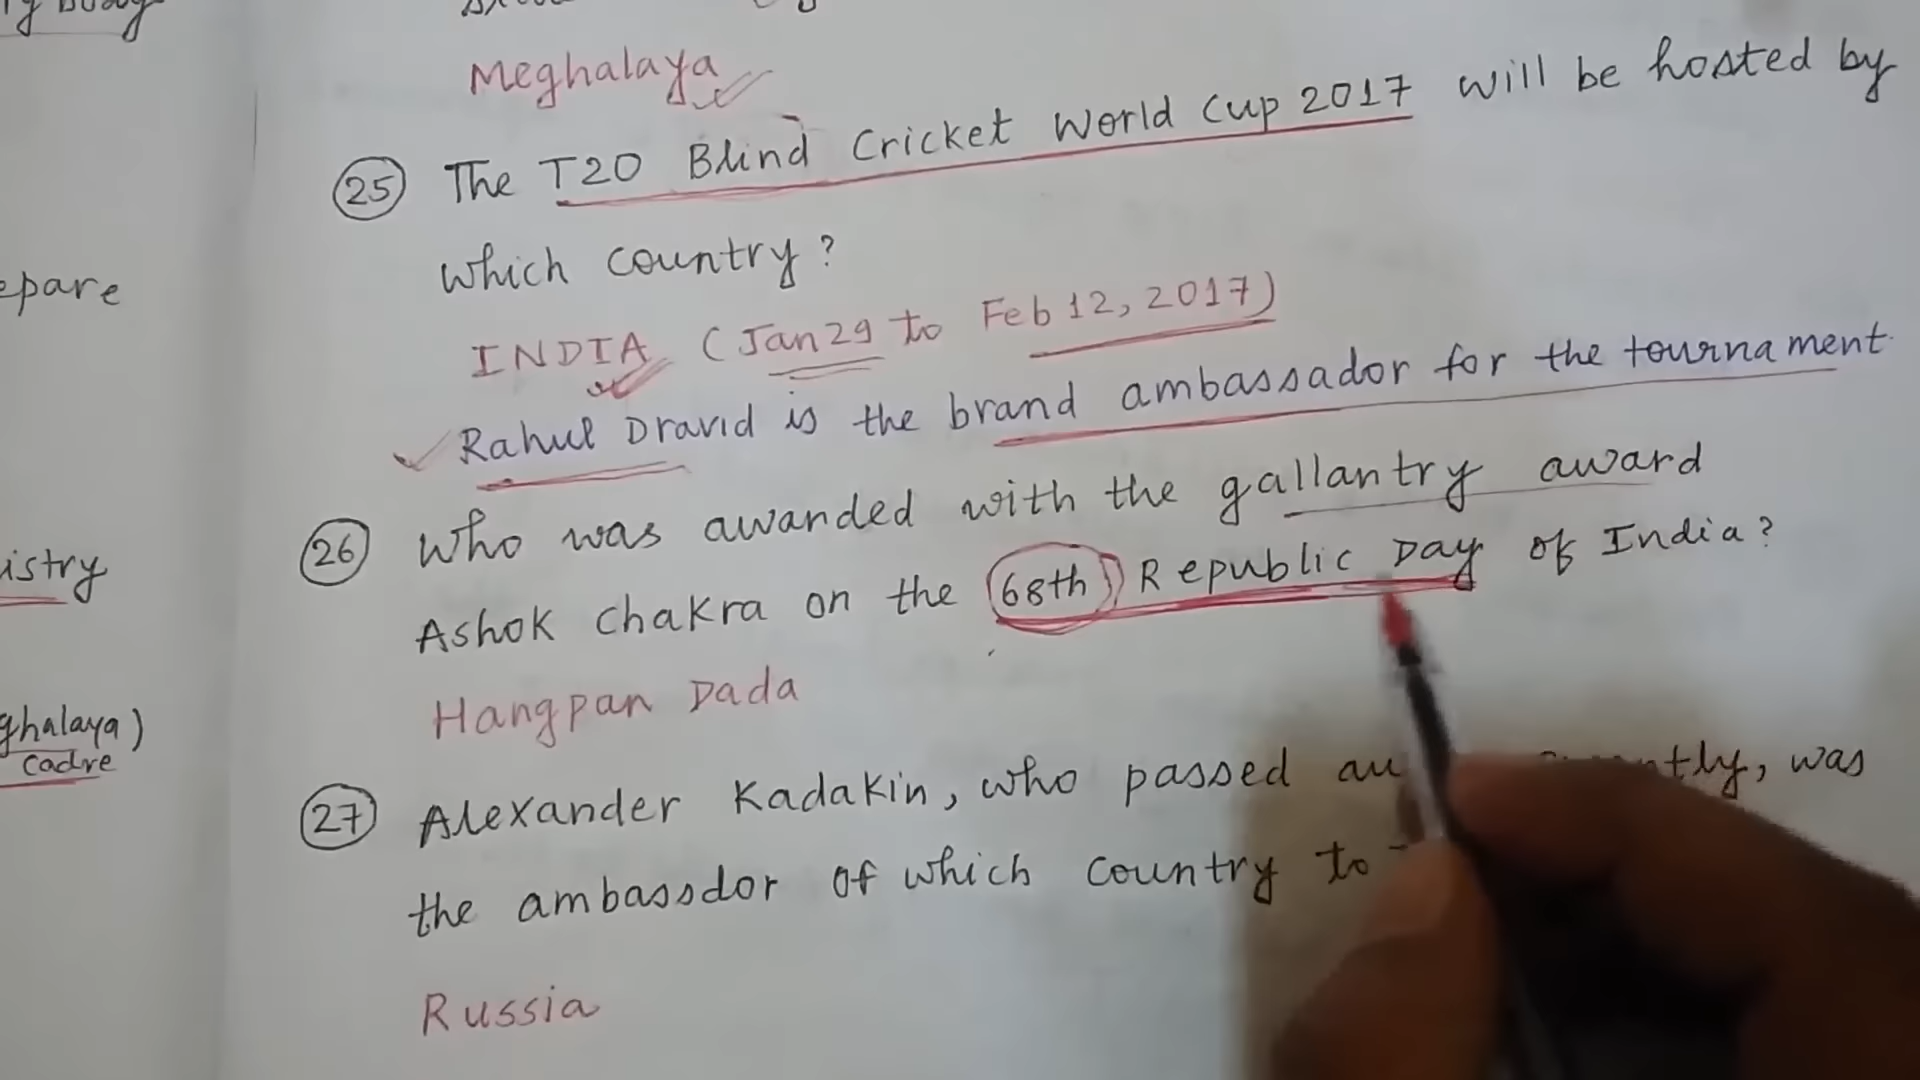 epare
istry
ghalaya)
cadre
Meghalaya
25 The T20 Blind Cricket World Cup 2017 will be hosted by
which country?
INDIA (Jan 29 to Feb 12, 2017)
Rahul Dravid is the brand ambassador for the tournament.
26 Who was awarded with the gallantry award
Ashok Chakra on the 68th Republic Day of India?
Hangpan Dada
27 Alexander Kadakin, who passed ntly, was
the ambassdor of which country to
Russia